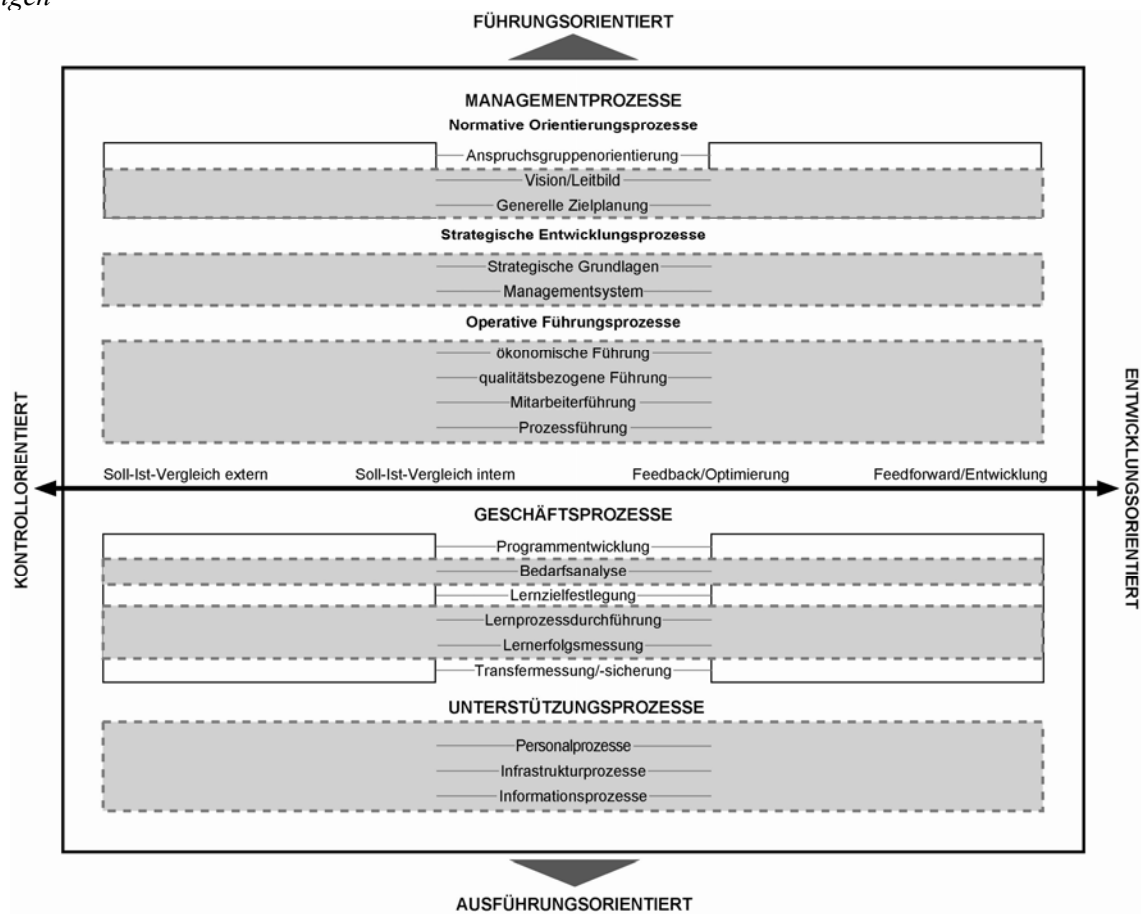 FÜHRUNGSORIENTIERT
MANAGEMENTPROZESSE
Normative Orientierungsprozesse
Anspruchsgruppenorientierung
Vision/Leitbild
Generelle Zielplanung
Strategische Entwicklungsprozesse
Strategische Grundlagen
Managementsystem
Operative Führungsprozesse
ökonomische Führung
qualitätsbezogene Führung
Mitarbeiterführung
Prozessführung
KONTROLLORIENTIERT
Soll-Ist-Vergleich extern Soll-Ist-Vergleich intern Feedback/Optimierung Feedforward/Entwicklung
ENTWICKLUNGSORIENTIERT
GESCHÄFTSPROZESSE
Programmentwicklung
Bedarfsanalyse
Lernzielfestlegung
Lernprozessdurchführung
Lernerfolgsmessung
Transfermessung/-sicherung
UNTERSTÜTZUNGSPROZESSE
Personalprozesse
Infrastrukturprozesse
Informationsprozesse
AUSFÜHRUNGSORIENTIERT